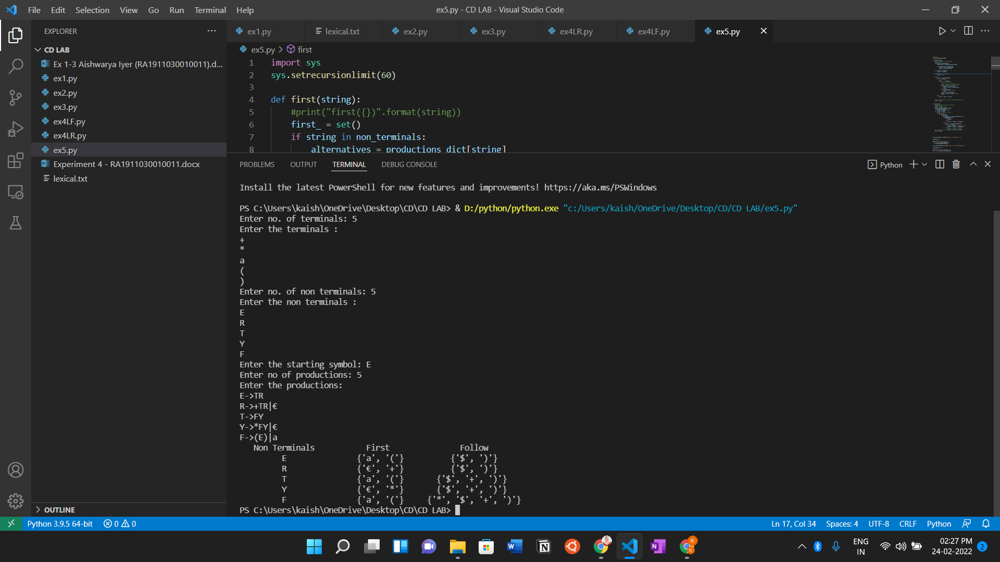 File Edit Selection View Go Run Terminal Help
ex5.py - CD LAB - Visual Studio Code
EXPLORER
CD LAB
Ex 1-3 Aishwarya Iyer (RA1911030010011).d...
ex1.py
ex2.py
ex3.py
ex4LF.py
ex4LR.py
ex5.py
Experiment 4 - RA1911030010011.docx
lexical.txt
OUTLINE
ex1.py lexical.txt ex2.py ex3.py ex4LR.py ex4LF.py ex5.py
ex5.py > first
1 import sys
2 sys.setrecursionlimit(60)
3
4 def first(string):
5 #print("first({})".format(string))
6 first_ = set()
7 if string in non_terminals:
8 alternatives = productions_dict[string]
PROBLEMS OUTPUT TERMINAL DEBUG CONSOLE
Python
Install the latest PowerShell for new features and improvements! https://aka.ms/PSWindows
PS C:\Users\kaish\OneDrive\Desktop\CD\CD LAB> & D:/python/python.exe "c:/Users/kaish/OneDrive/Desktop/CD/CD LAB/ex5.py"
Enter no. of terminals: 5
Enter the terminals :
+
*
a
(
)
Enter no. of non terminals: 5
Enter the non terminals :
E
R
T
Y
F
Enter the starting symbol: E
Enter no of productions: 5
Enter the productions:
E->TR
R->+TR|€
T->FY
Y->*FY|€
F->(E)|a
Non Terminals First Follow
E {'a', '('} {'$', ')'}
R {'€', '+'} {'$', ')'}
T {'a', '('} {'$', '+', ')'}
Y {'€', '*'} {'$', '+', ')'}
F {'a', '('} {'*', '$', '+', ')'}
PS C:\Users\kaish\OneDrive\Desktop\CD\CD LAB>
Python 3.9.5 64-bit 0 0
Ln 17, Col 34 Spaces: 4 UTF-8 CRLF Python
ENG
IN
02:27 PM
24-02-2022
2